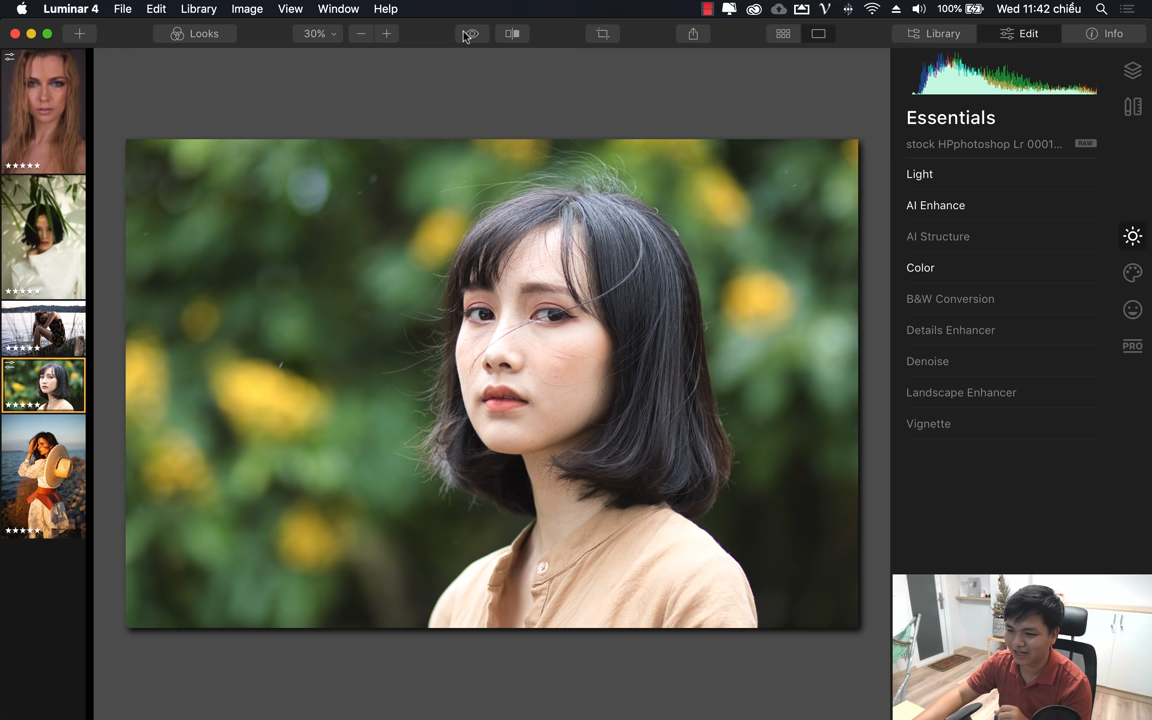 Luminar 4 File Edit Library Image View Window Help 100% Wed 11:42 chiều
Looks 30% Library Edit Info
Essentials
stock HPphotoshop Lr 0001... RAW
Light
AI Enhance
AI Structure
Color
B&W Conversion
Details Enhancer
PRO
Denoise
Landscape Enhancer
Vignette